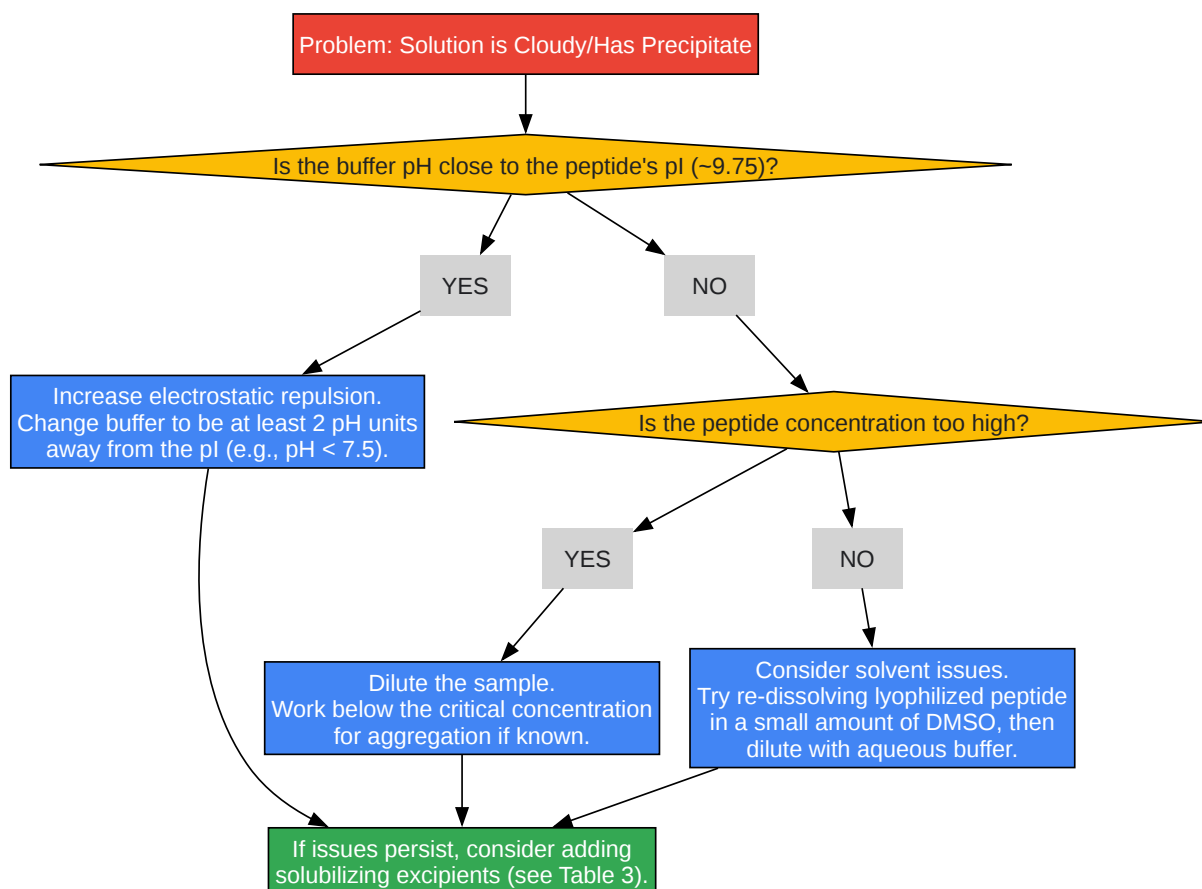 Problem: Solution is Cloudy/Has Precipitate
Is the buffer pH close to the peptide's pI (~9.75)?
YES
NO
Increase electrostatic repulsion.
Change buffer to be at least 2 pH units
away from the pI (e.g., pH < 7.5).
Is the peptide concentration too high?
YES
NO
Dilute the sample.
Work below the critical concentration
for aggregation if known.
Consider solvent issues.
Try re-dissolving lyophilized peptide
in a small amount of DMSO, then
dilute with aqueous buffer.
If issues persist, consider adding
solubilizing excipients (see Table 3).